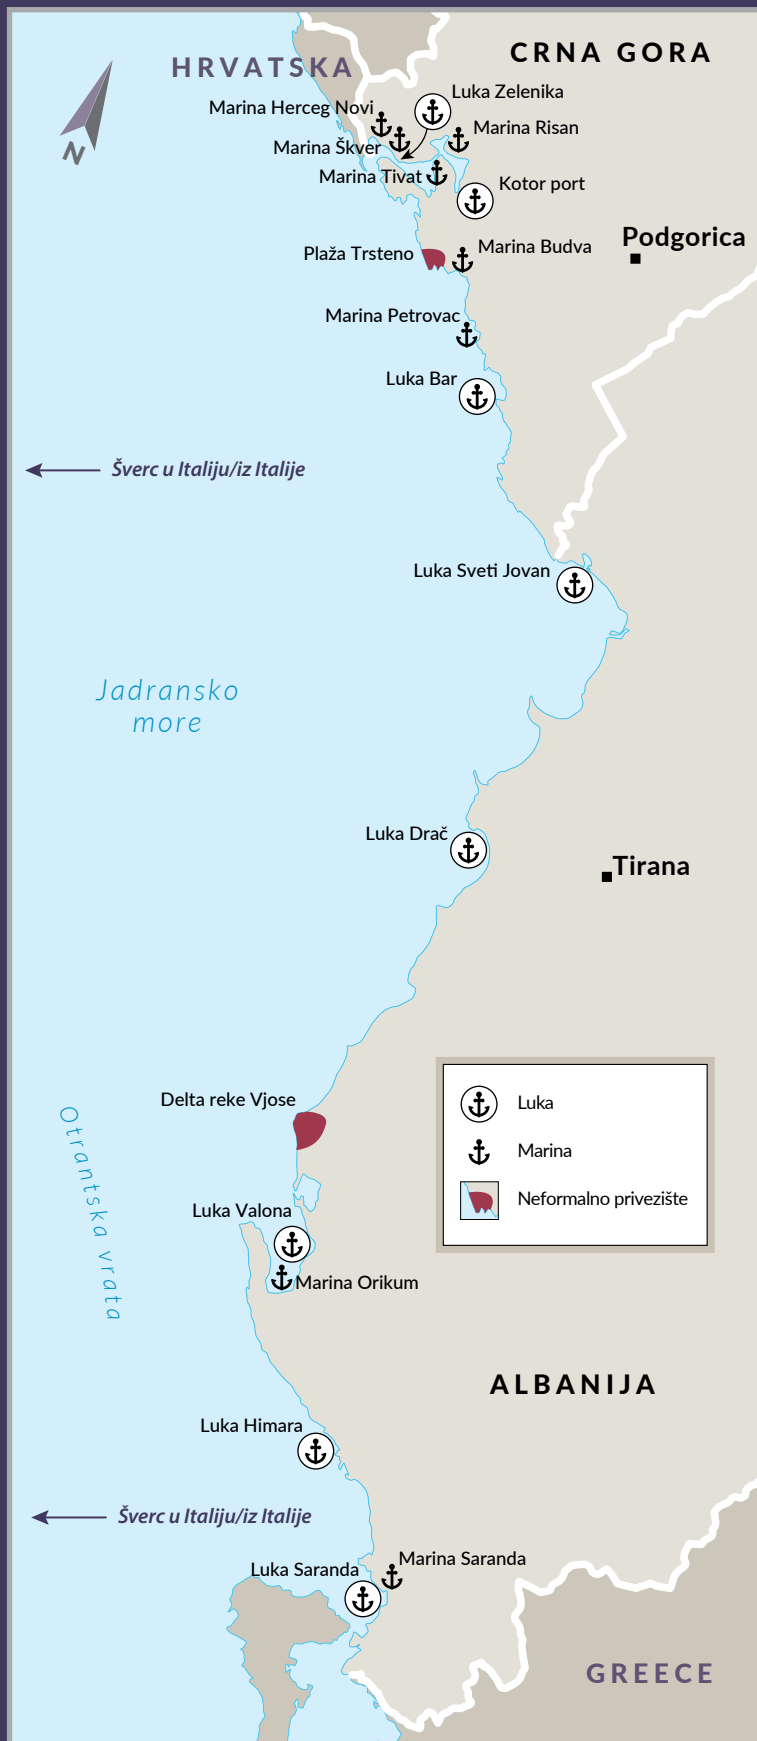 HRVATSKA
CRNA GORA
N
Luka Zelenika
Marina Herceg Novi
Marina Risan
Marina Škver
Marina Tivat
Kotor port
Plaža Trsteno
Marina Budva
Podgorica
Marina Petrovac
Luka Bar
Šverc u Italiju/iz Italije
Luka Sveti Jovan
Jadransko
more
Luka Drač
Tirana
Luka
Marina
Neformalno privezište
Delta reke Vjose
Otrantska vrata
Luka Valona
Marina Orikum
ALBANIJA
Luka Himara
Šverc u Italiju/iz Italije
Marina Saranda
Luka Saranda
GREECE